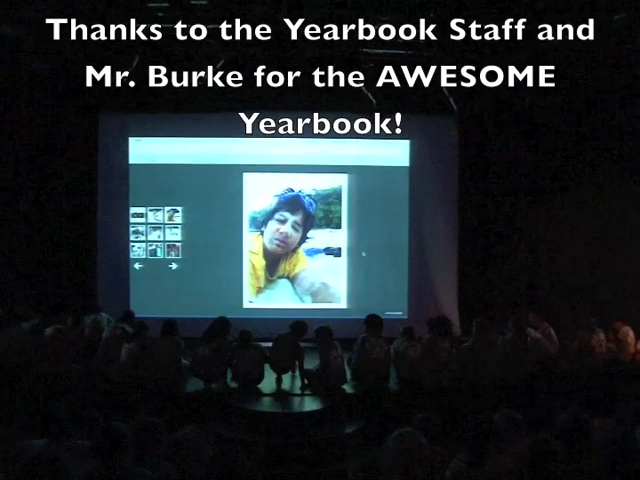 Thanks to the Yearbook Staff and
Mr. Burke for the AWESOME
Yearbook!